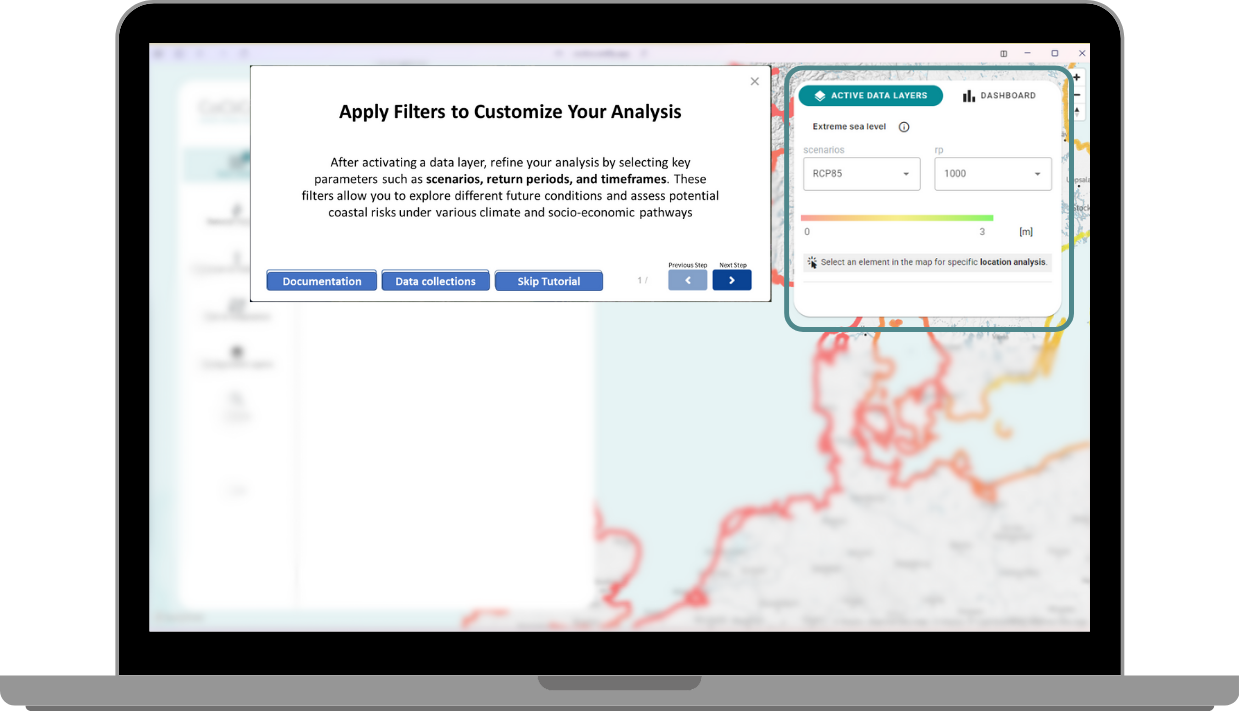 Apply Filters to Customize Your Analysis
After activating a data layer, refine your analysis by selecting key
parameters such as scenarios, return periods, and timeframes. These
filters allow you to explore different future conditions and assess potential
coastal risks under various climate and socio-economic pathways
Documentation
Data collections
Skip Tutorial
1 /
Previous Step
Next Step
ACTIVE DATA LAYERS
DASHBOARD
Extreme sea level
scenarios
rp
RCP85
1000
0
3
[m]
Select an element in the map for specific location analysis.